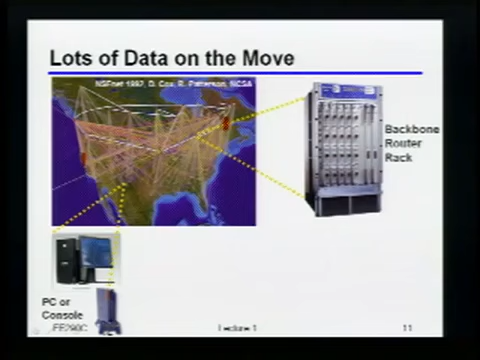 Lots of Data on the Move
NSFnet 1992, D. Cox, R. Patterson, NCSA
Backbone
Router
Rack
PC or
Console
EE290C
Lecture 1
11